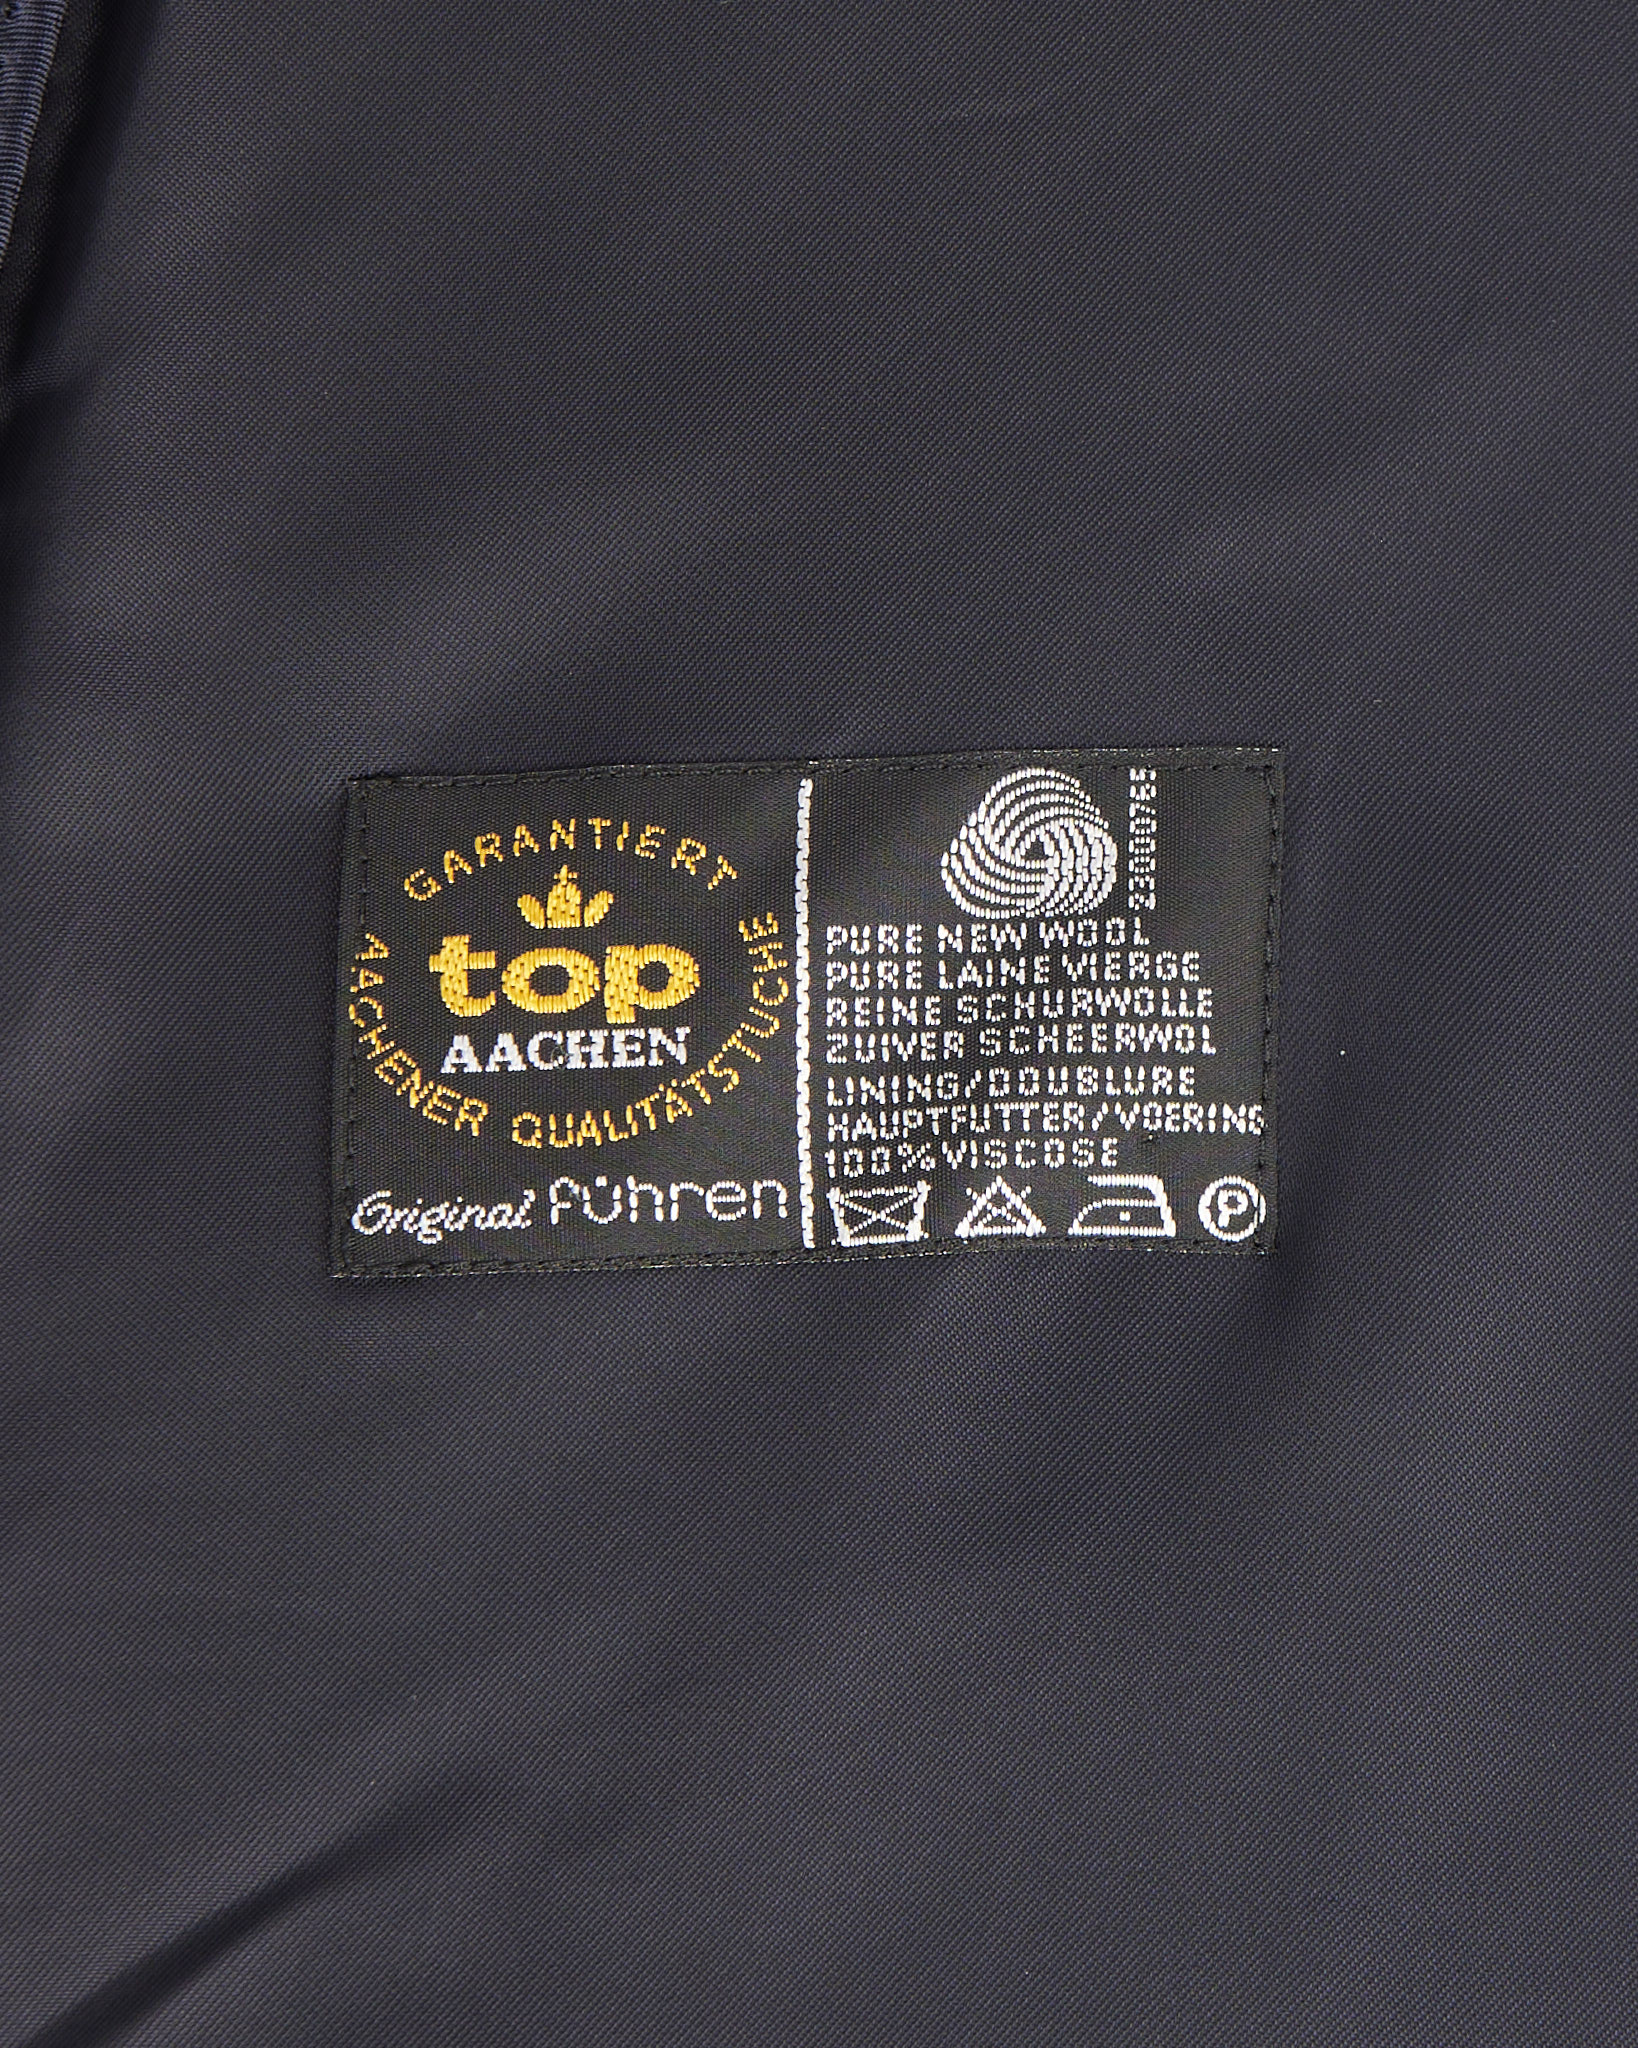 GARANTIERT
top
AACHEN
AACHENER QUALITÄTSTUCHE
Original führen
PURE NEW WOOL
PURE LAINE VIERGE
REINE SCHURWOLLE
ZUIVER SCHEERWOL
LINING/DOUBLURE
HAUPTFUTTER/VOERING
100% VISCOSE
P